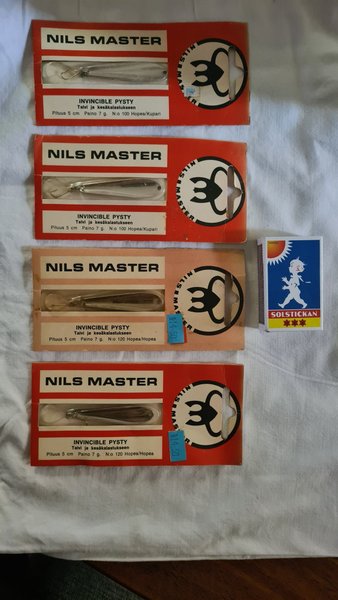 NILS MASTER
INVINCIBLE PYSTY
Talvi ja kesäkalastukseen
Pituus 5 cm Paino 7 g. N:o 100 Hopea/Kupari
NILS MASTER
INVINCIBLE PYSTY
Talvi ja kesäkalastukseen
Pituus 5 cm Paino 7 g. N:o 100 Hopea/Kupari
NILSMASTER
NILS MASTER
INVINCIBLE PYSTY
Talvi ja kesäkalastukseen
Pituus 5 cm Paino 7 g. N:o 120 Hopea/Hopea
NILS MASTER
INVINCIBLE PYSTY
Talvi ja kesäkalastukseen
Pituus 5 cm Paino 7 g. N:o 120 Hopea/Hopea
SOLSTICKAN